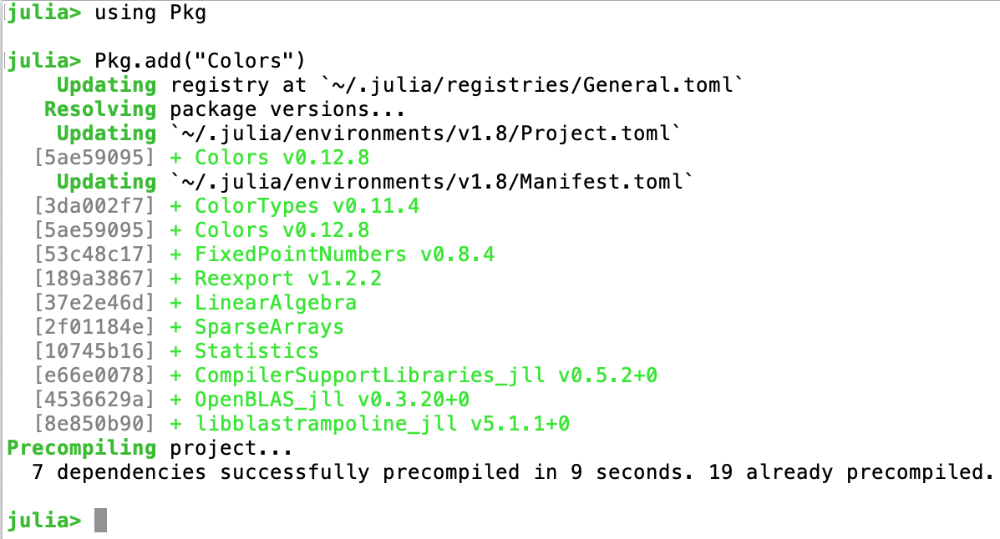 julia> using Pkg
julia> Pkg.add("Colors")
Updating registry at `~/.julia/registries/General.toml`
Resolving package versions...
Updating `~/.julia/environments/v1.8/Project.toml`
[5ae59095] + Colors v0.12.8
Updating `~/.julia/environments/v1.8/Manifest.toml`
[3da002f7] + ColorTypes v0.11.4
[5ae59095] + Colors v0.12.8
[53c48c17] + FixedPointNumbers v0.8.4
[189a3867] + Reexport v1.2.2
[37e2e46d] + LinearAlgebra
[2f01184e] + SparseArrays
[10745b16] + Statistics
[e66e0078] + CompilerSupportLibraries_jll v0.5.2+0
[4536629a] + OpenBLAS_jll v0.3.20+0
[8e850b90] + libblastrampoline_jll v5.1.1+0
Precompiling project...
7 dependencies successfully precompiled in 9 seconds. 19 already precompiled.
julia>